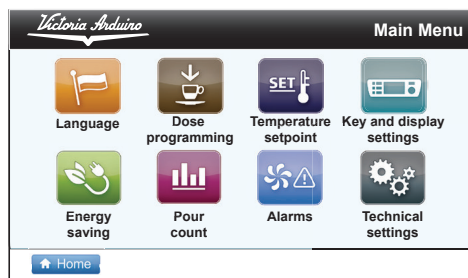 Victoria Arduino
Main Menu
SET
Language
Dose
programming
Temperature
setpoint
Key and display
settings
Energy
saving
Pour
count
Alarms
Technical
settings
Home